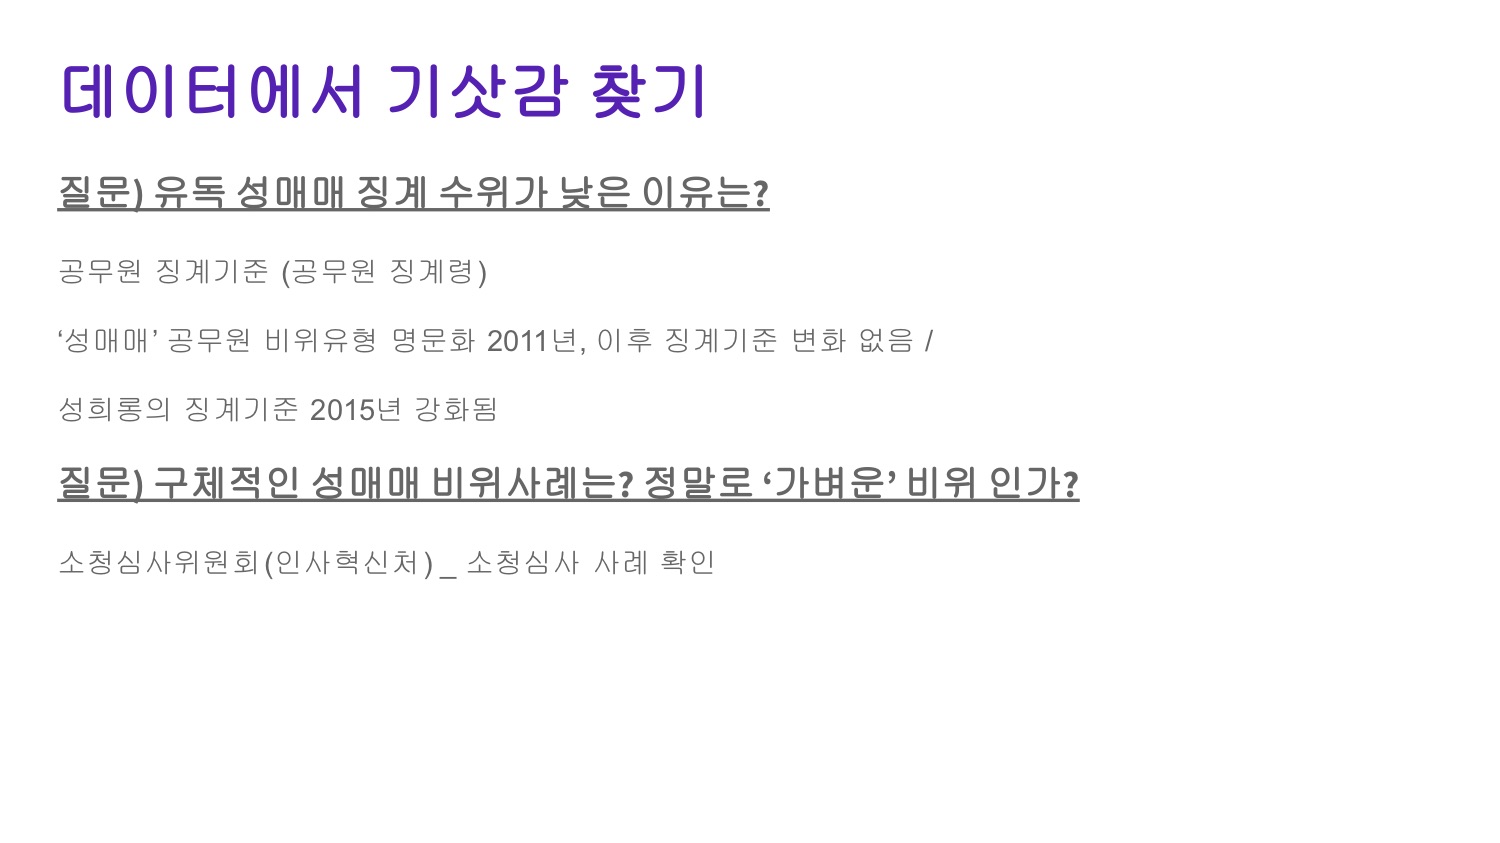 데이터에서 기삿감 찾기
질문) 유독 성매매 징계 수위가 낮은 이유는?
공무원 징계기준 (공무원 징계령)
‘성매매’ 공무원 비위유형 명문화 2011년, 이후 징계기준 변화 없음 /
성희롱의 징계기준 2015년 강화됨
질문) 구체적인 성매매 비위사례는? 정말로 ‘가벼운’ 비위 인가?
소청심사위원회(인사혁신처)_ 소청심사 사례 확인